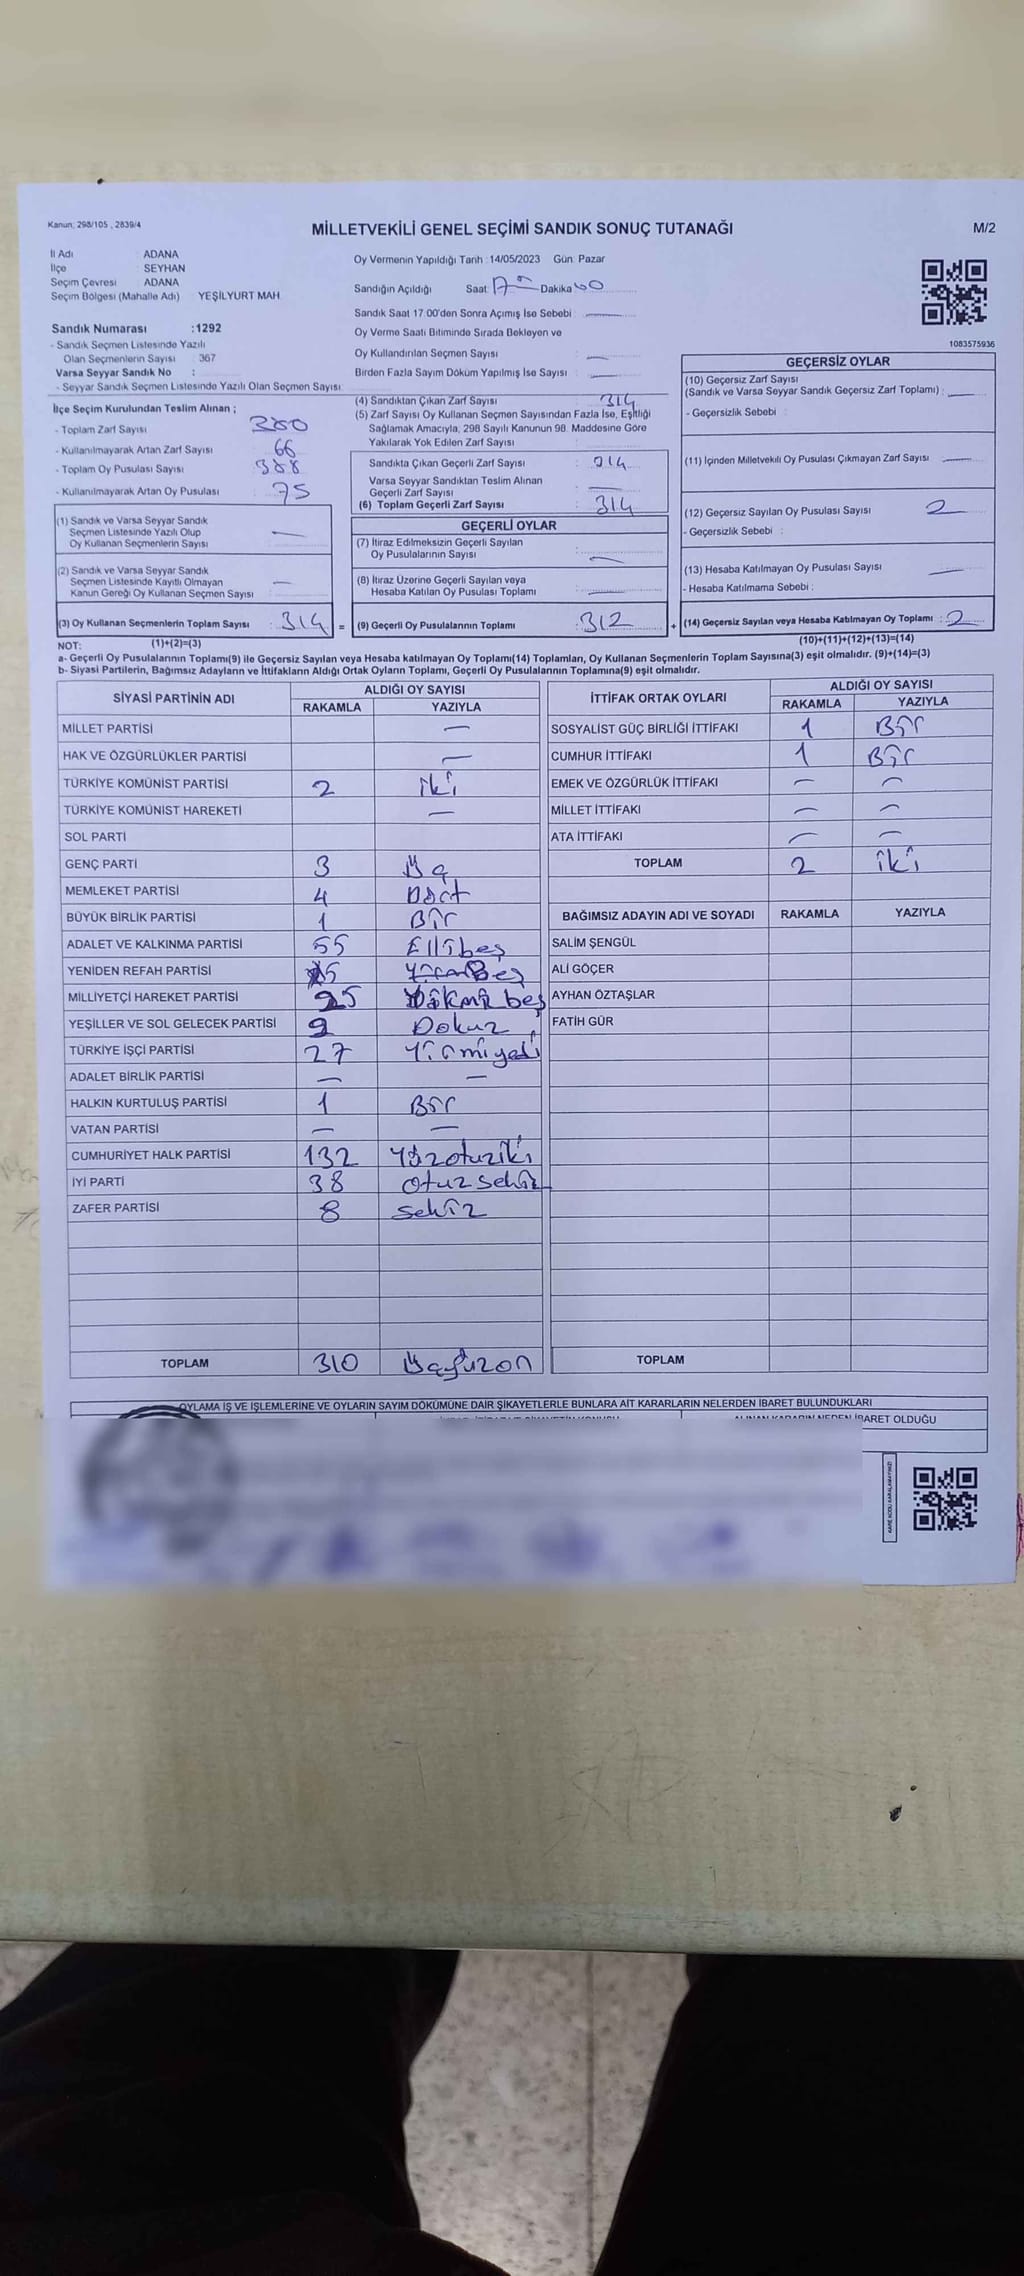 Kanun: 298/105 , 2839/4
MİLLETVEKİLİ GENEL SEÇİMİ SANDIK SONUÇ TUTANAĞI
M/2
İl Adı ADANA
İlçe SEYHAN
Seçim Çevresi ADANA
Seçim Bölgesi (Mahalle Adı) YEŞİLYURT MAH.
Sandık Numarası :1292
- Sandık Seçmen Listesinde Yazılı
Olan Seçmenlerin Sayısı : 367
Varsa Seyyar Sandık No :
- Seyyar Sandık Seçmen Listesinde Yazılı Olan Seçmen Sayısı:
Oy Vermenin Yapıldığı Tarih : 14/05/2023 Gün: Pazar
Sandığın Açıldığı Saat: 17 Dakika 00
Sandık Saat 17.00'den Sonra Açımış İse Sebebi : —
Oy Verme Saati Bitiminde Sırada Bekleyen ve
Oy Kullandırılan Seçmen Sayısı —
Birden Fazla Sayım Döküm Yapılmış İse Sayısı : —
1083575936
İlçe Seçim Kurulundan Teslim Alınan ;
- Toplam Zarf Sayısı 380
- Kullanılmayarak Artan Zarf Sayısı 66
- Toplam Oy Pusulası Sayısı 388
- Kullanılmayarak Artan Oy Pusulası 75
(1) Sandık ve Varsa Seyyar Sandık
Seçmen Listesinde Yazılı Olup
Oy Kullanan Seçmenlerin Sayısı : —
(2) Sandık ve Varsa Seyyar Sandık
Seçmen Listesinde Kayıtlı Olmayan
Kanun Gereği Oy Kullanan Seçmen Sayısı : —
(3) Oy Kullanan Seçmenlerin Toplam Sayısı : 314 =
(4) Sandıktan Çıkan Zarf Sayısı : 314
(5) Zarf Sayısı Oy Kullanan Seçmen Sayısından Fazla İse, Eşitliği
Sağlamak Amacıyla, 298 Sayılı Kanunun 98. Maddesine Göre
Yakılarak Yok Edilen Zarf Sayısı :
Sandıkta Çıkan Geçerli Zarf Sayısı : 314
Varsa Seyyar Sandıktan Teslim Alınan
Geçerli Zarf Sayısı : —
(6) Toplam Geçerli Zarf Sayısı : 314
GEÇERLİ OYLAR
(7) İtiraz Edilmeksizin Geçerli Sayılan
Oy Pusulalarının Sayısı : —
(8) İtiraz Üzerine Geçerli Sayılan veya
Hesaba Katılan Oy Pusulası Toplamı : —
(9) Geçerli Oy Pusulalarının Toplamı : 312 +
GEÇERSİZ OYLAR
(10) Geçersiz Zarf Sayısı
(Sandık ve Varsa Seyyar Sandık Geçersiz Zarf Toplamı) : —
- Geçersizlik Sebebi :
(11) İçinden Milletvekili Oy Pusulası Çıkmayan Zarf Sayısı : —
(12) Geçersiz Sayılan Oy Pusulası Sayısı : 2
- Geçersizlik Sebebi :
(13) Hesaba Katılmayan Oy Pusulası Sayısı : —
- Hesaba Katılmama Sebebi :
(14) Geçersiz Sayılan veya Hesaba Katılmayan Oy Toplamı : 2
NOT: (1)+(2)=(3)
(10)+(11)+(12)+(13)=(14)
a- Geçerli Oy Pusulalarının Toplamı(9) ile Geçersiz Sayılan veya Hesaba katılmayan Oy Toplamı(14) Toplamları, Oy Kullanan Seçmenlerin Toplam Sayısına(3) eşit olmalıdır. (9)+(14)=(3)
b- Siyasi Partilerin, Bağımsız Adayların ve İttifakların Aldığı Ortak Oyların Toplamı, Geçerli Oy Pusulalarının Toplamına(9) eşit olmalıdır.
SİYASİ PARTİNİN ADI ALDIĞI OY SAYISI
RAKAMLA YAZIYLA
MİLLET PARTİSİ —
HAK VE ÖZGÜRLÜKLER PARTİSİ —
TÜRKİYE KOMÜNİST PARTİSİ 2 iki
TÜRKİYE KOMÜNİST HAREKETİ —
SOL PARTİ
GENÇ PARTİ 3 Üç
MEMLEKET PARTİSİ 4 Dört
BÜYÜK BİRLİK PARTİSİ 1 Bir
ADALET VE KALKINMA PARTİSİ 55 Ellibeş
YENİDEN REFAH PARTİSİ 5 Beş
MİLLİYETÇİ HAREKET PARTİSİ 25 beş
YEŞİLLER VE SOL GELECEK PARTİSİ 9 Dokuz
TÜRKİYE İŞÇİ PARTİSİ 27 Yirmiyedi
ADALET BİRLİK PARTİSİ — —
HALKIN KURTULUŞ PARTİSİ 1 Bir
VATAN PARTİSİ — —
CUMHURİYET HALK PARTİSİ 132 Yüzotuziki
İYİ PARTİ 38 Otuzsekiz
ZAFER PARTİSİ 8 sekiz
TOPLAM 310 Üçyüzon
İTTİFAK ORTAK OYLARI ALDIĞI OY SAYISI
RAKAMLA YAZIYLA
SOSYALİST GÜÇ BİRLİĞİ İTTİFAKI 1 Bir
CUMHUR İTTİFAKI 1 Bir
EMEK VE ÖZGÜRLÜK İTTİFAKI — —
MİLLET İTTİFAKI — —
ATA İTTİFAKI — —
TOPLAM 2 iki
BAĞIMSIZ ADAYIN ADI VE SOYADI RAKAMLA YAZIYLA
SALİM ŞENGÜL
ALİ GÖÇER
AYHAN ÖZTAŞLAR
FATİH GÜR
TOPLAM
OYLAMA İŞ VE İŞLEMLERİNE VE OYLARIN SAYIM DÖKÜMÜNE DAİR ŞİKAYETLERLE BUNLARA AİT KARARLARIN NELERDEN İBARET BULUNDUKLARI
ALINAN KARARIN NEDEN İBARET OLDUĞU